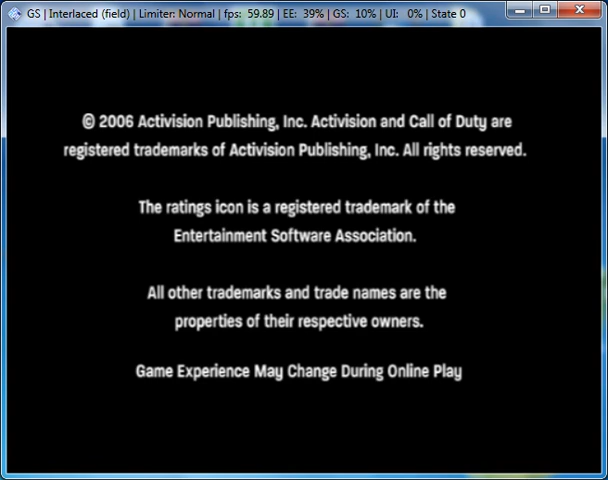 GS | Interlaced (field) | Limiter: Normal | fps: 59.89 | EE: 39% | GS: 10% | UI: 0% | State 0
© 2006 Activision Publishing, Inc. Activision and Call of Duty are
registered trademarks of Activision Publishing, Inc. All rights reserved.
The ratings icon is a registered trademark of the
Entertainment Software Association.
All other trademarks and trade names are the
properties of their respective owners.
Game Experience May Change During Online Play